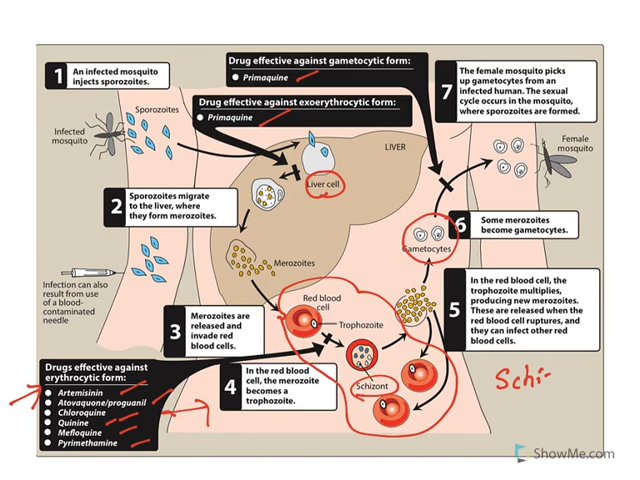 Drug effective against gametocytic form:
Primaquine
1
An infected mosquito
injects sporozoites.
7
The female mosquito picks
up gametocytes from an
infected human. The sexual
cycle occurs in the mosquito,
where sporozoites are formed.
Drug effective against exoerythrocytic form:
Primaquine
Sporozoites
Infected
mosquito
LIVER
Female
mosquito
Liver cell
2
Sporozoites migrate
to the liver, where
they form merozoites.
6
Some merozoites
become gametocytes.
Gametocytes
Merozoites
Infection can also
result from use
of a blood-
contaminated
needle
5
In the red blood cell, the
trophozoite multiplies,
producing new merozoites.
These are released when the
red blood cell ruptures, and
they can infect other red
blood cells.
Red blood
cell
Trophozoite
3
Merozoites are
released and
invade red
blood cells.
Drugs effective against
erythrocytic form:
Artemisinin
Atovaquone/proguanil
Chloroquine
Quinine
Mefloquine
Pyrimethamine
4
In the red blood
cell, the merozoite
becomes a
trophozoite.
Schizont
Schi
ShowMe.com